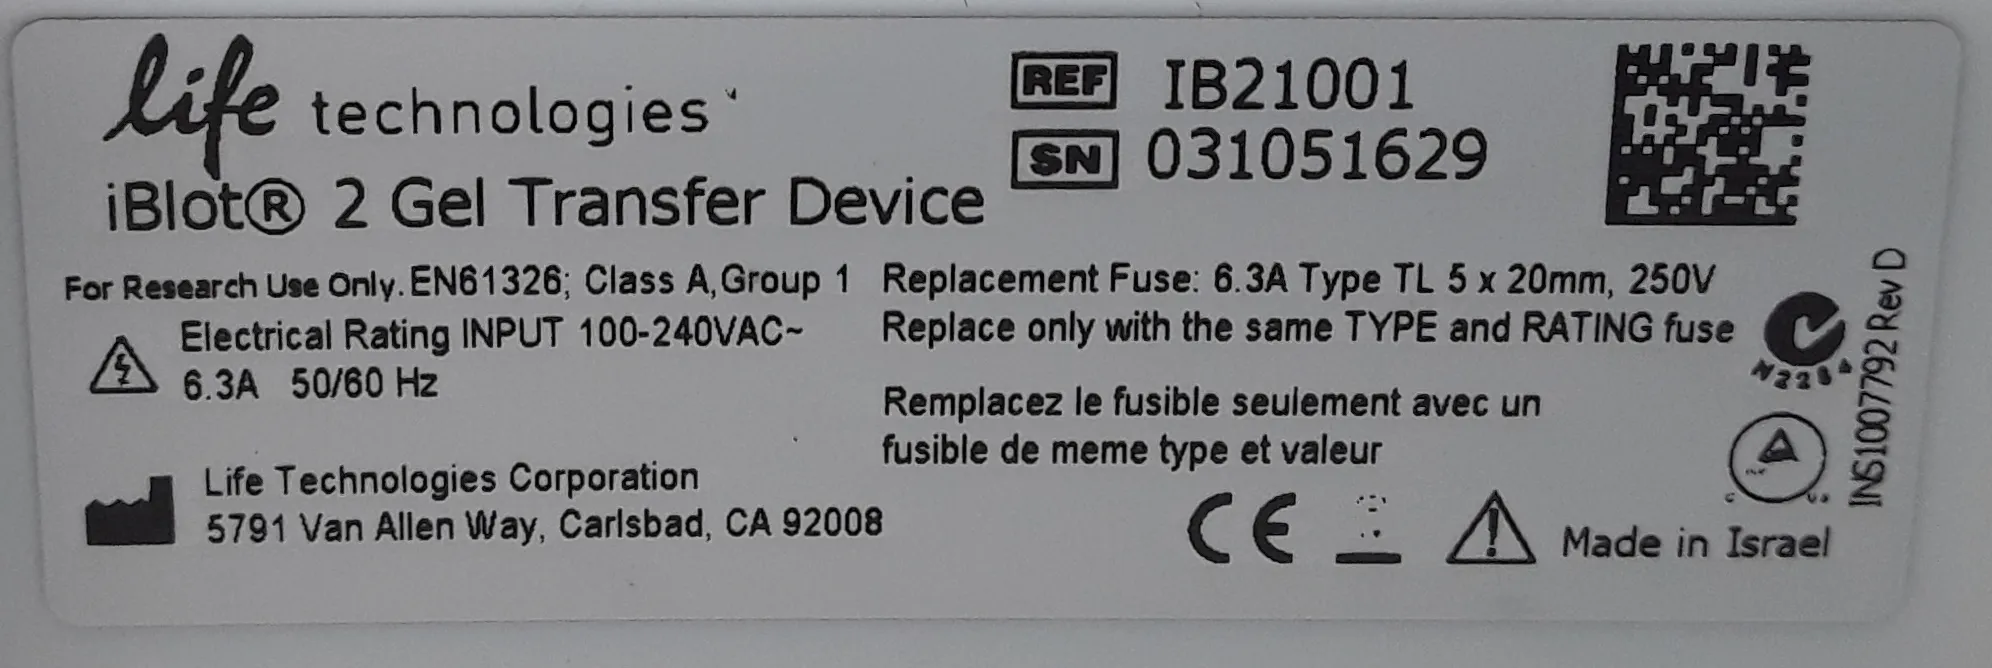 life technologies
iBlot® 2 Gel Transfer Device
REF IB21001
SN 031051629
For Research Use Only. EN61326; Class A, Group 1
Electrical Rating INPUT 100-240VAC~
6.3A 50/60 Hz
Life Technologies Corporation
5791 Van Allen Way, Carlsbad, CA 92008
Replacement Fuse: 6.3A Type TL 5 x 20mm, 250V
Replace only with the same TYPE and RATING fuse
Remplacez le fusible seulement avec un
fusible de meme type et valeur
CE
Made in Israel
INS1007792 Rev D